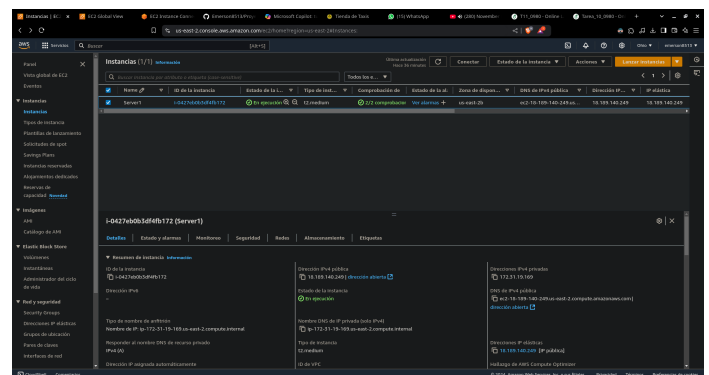 Instancias | EC2 | x
EC2 Global View
EC2 Instance Conn
Microsoft Copilot
Tienda de Taxis
(15) WhatsApp
(280) November
T11_0980 - Online
Tarea_10_0980 - D
us-east-2.console.aws.amazon.com/ec2/home?region=us-east-2#Instances:
aws
Servicios
Buscar
[Alt+S]
Ohio
Panel
Vista global de EC2
Eventos
Instancias
Instancias
Tipos de instancia
Plantillas de lanzamiento
Solicitudes de spot
Savings Plans
Instancias reservadas
Alojamientos dedicados
Reservas de
capacidad Novedad
Imágenes
AMI
Catálogo de AMI
Elastic Block Store
Volúmenes
Instantáneas
Administrador del ciclo
de vida
Red y seguridad
Security Groups
Direcciones IP elásticas
Grupos de ubicación
Pares de claves
Interfaces de red
Instancias (1/1) Información
Conectar
Estado de la instancia
Acciones
Lanzar instancias
Todos los e...
1
Name
ID de la instancia
Estado de la i...
Tipo de inst...
Comprobación de
Estado de la al.
Zona de dispon...
DNS de IPv4 pública
Dirección IP...
IP elástica
Server1
i-0427eb0b3df4fb172
En ejecución
t2.medium
2/2 comprobacior
Ver alarmas +
us-east-2b
ec2-18-189-140-249.us...
18.189.140.249
18.189.140.249
i-0427eb0b3df4fb172 (Server1)
Detalles
Estado y alarmas
Monitoreo
Seguridad
Redes
Almacenamiento
Etiquetas
Resumen de instancia Información
ID de la instancia
i-0427eb0b3df4fb172
Dirección IPv4 pública
18.189.140.249 | dirección abierta
Direcciones IPv4 privadas
172.31.19.169
Dirección IPv6
–
Estado de la instancia
En ejecución
DNS de IPv4 pública
ec2-18-189-140-249.us-east-2.compute.amazonaws.com |
dirección abierta
Tipo de nombre de anfitrión
Nombre de IP: ip-172-31-19-169.us-east-2.compute.internal
Nombre DNS de IP privada (solo IPv4)
ip-172-31-19-169.us-east-2.compute.internal
Responder al nombre DNS de recurso privado
IPv4 (A)
Tipo de instancia
t2.medium
Direcciones IP elásticas
18.189.140.249 [IP pública]
Dirección IP asignada automáticamente
ID de VPC
Hallazgo de AWS Compute Optimizer
CloudShell
Comentarios
Privacidad
Términos
Preferencias de cookies